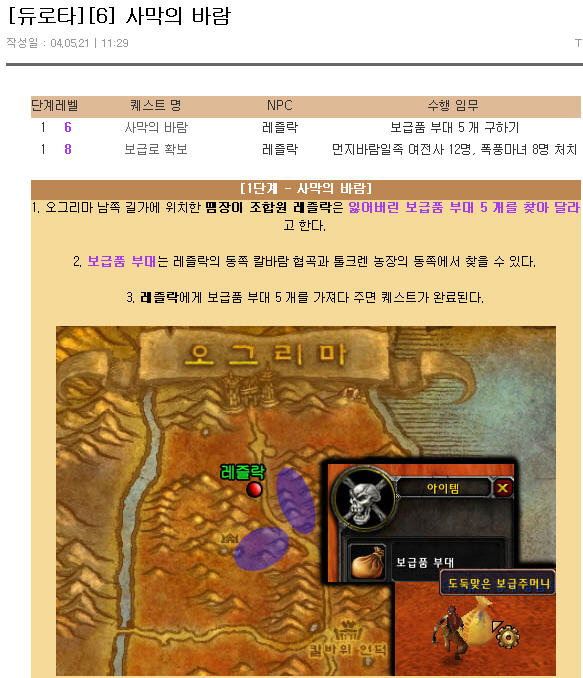 [듀로타][6] 사막의 바람
작성일 : 04.05.21 | 11:29
T
단계 레벨 퀘스트 명 NPC 수행 임무
1 6 사막의 바람 레즐락 보급품 부대 5개 구하기
1 8 보급로 확보 레즐락 먼지바람일족 여전사 12명, 폭풍마녀 8명 처치
[1단계 - 사막의 바람]
1. 오그리마 남쪽 길가에 위치한 땜장이 조합원 레즐락은 잃어버린 보급품 부대 5개를 찾아 달라
고 한다.
2. 보급품 부대는 레즐락의 동쪽 칼바람 협곡과 톨크렌 농장의 동쪽에서 찾을 수 있다.
3. 레즐락에게 보급품 부대 5개를 가져다 주면 퀘스트가 완료된다.
오그리마
레즐락
아이템
보급품 부대
도둑맞은 보급주머니
칼바위 언덕